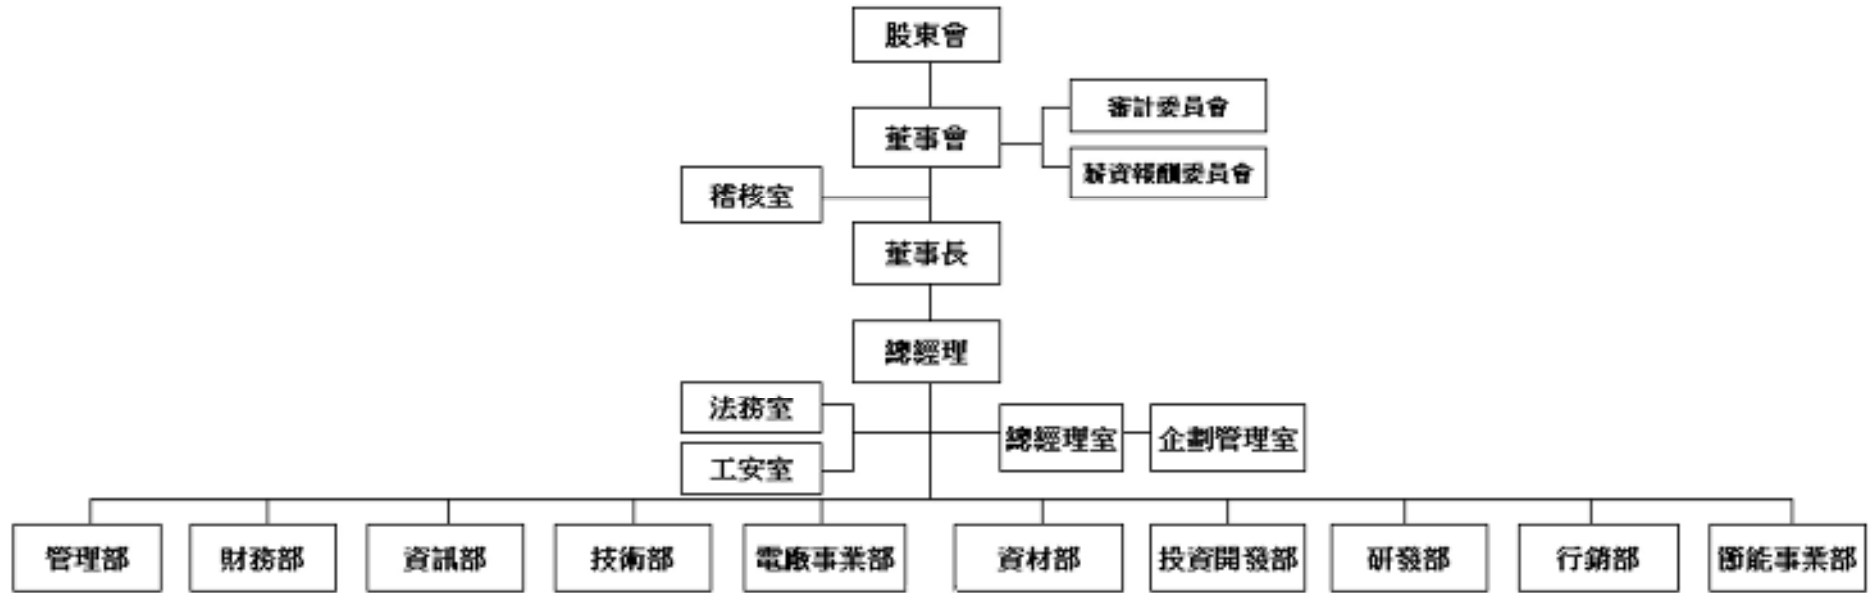 股東會
審計委員會
董事會
薪資報酬委員會
稽核室
董事長
總經理
法務室
總經理室
企劃管理室
工安室
管理部
財務部
資訊部
技術部
電廠事業部
資材部
投資開發部
研發部
行銷部
節能事業部